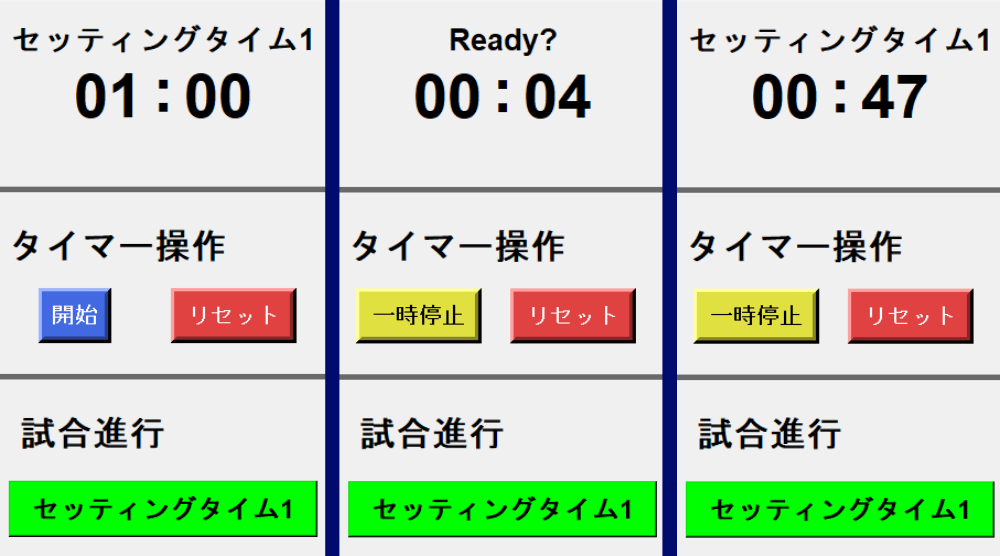 セッティングタイム1
01：00
タイマー操作
開始
リセット
試合進行
セッティングタイム1
Ready?
00：04
タイマー操作
一時停止
リセット
試合進行
セッティングタイム1
セッティングタイム1
00：47
タイマー操作
一時停止
リセット
試合進行
セッティングタイム1